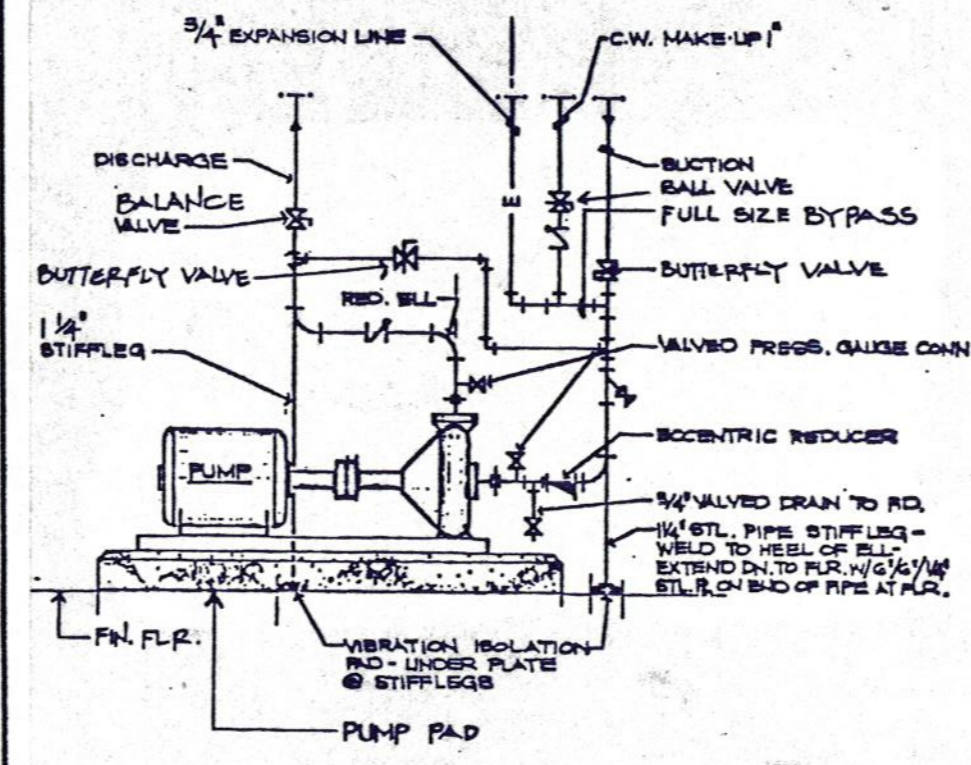 3/4" EXPANSION LINE
C.W. MAKE-UP 1"
DISCHARGE
BALANCE
VALVE
BUTTERFLY VALVE
RED. ELL
1 1/4"
STIFFLEG
E
SUCTION
BALL VALVE
FULL SIZE BYPASS
BUTTERFLY VALVE
VALVED PRESS. GAUGE CONN
ECCENTRIC REDUCER
PUMP
3/4" VALVED DRAIN TO F.D.
1 1/4" STL. PIPE STIFFLEG -
WELD TO HEEL OF ELL-
EXTEND DN. TO FLR. W/6"/6"/1/4"
STL. PL ON END OF PIPE AT FLR.
FIN. FLR.
VIBRATION ISOLATION
PAD - UNDER PLATE
@ STIFFLEGS
PUMP PAD